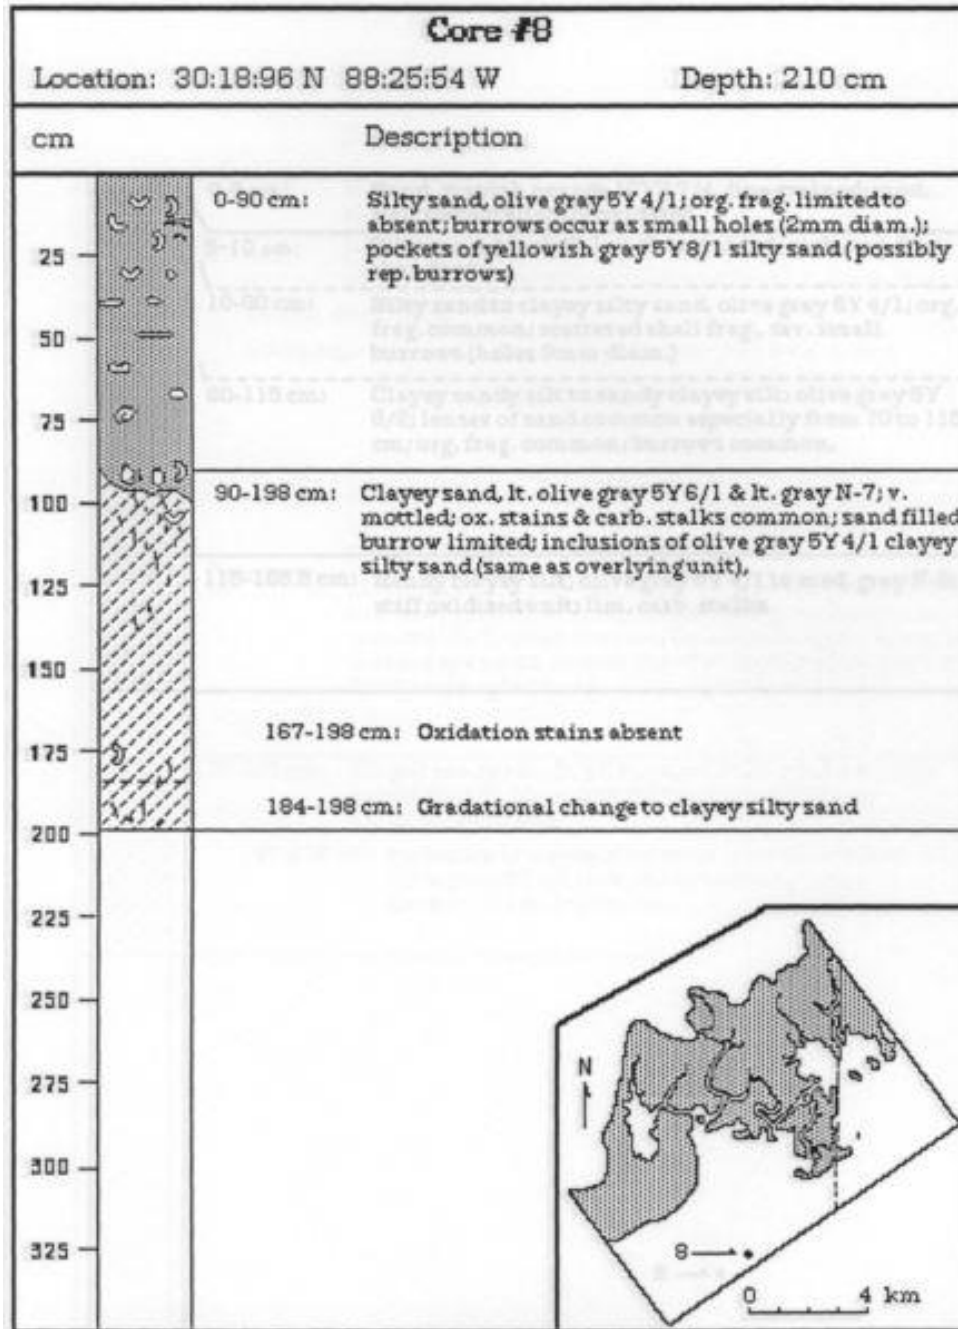 Core #8
Location: 30:18:96 N 88:25:54 W Depth: 210 cm
cm Description
0-90 cm: Silty sand, olive gray 5Y 4/1; org. frag. limited to
absent; burrows occur as small holes (2mm diam.);
pockets of yellowish gray 5Y 8/1 silty sand (possibly
rep. burrows)
25
50
75
90-198 cm: Clayey sand, lt. olive gray 5Y 6/1 & lt. gray N-7; v.
mottled; ox. stains & carb. stalks common; sand filled
burrow limited; inclusions of olive gray 5Y 4/1 clayey
silty sand (same as overlying unit).
100
125
150
167-198 cm: Oxidation stains absent
175
184-198 cm: Gradational change to clayey silty sand
200
225
250
275
300
325
N
8
0 4 km